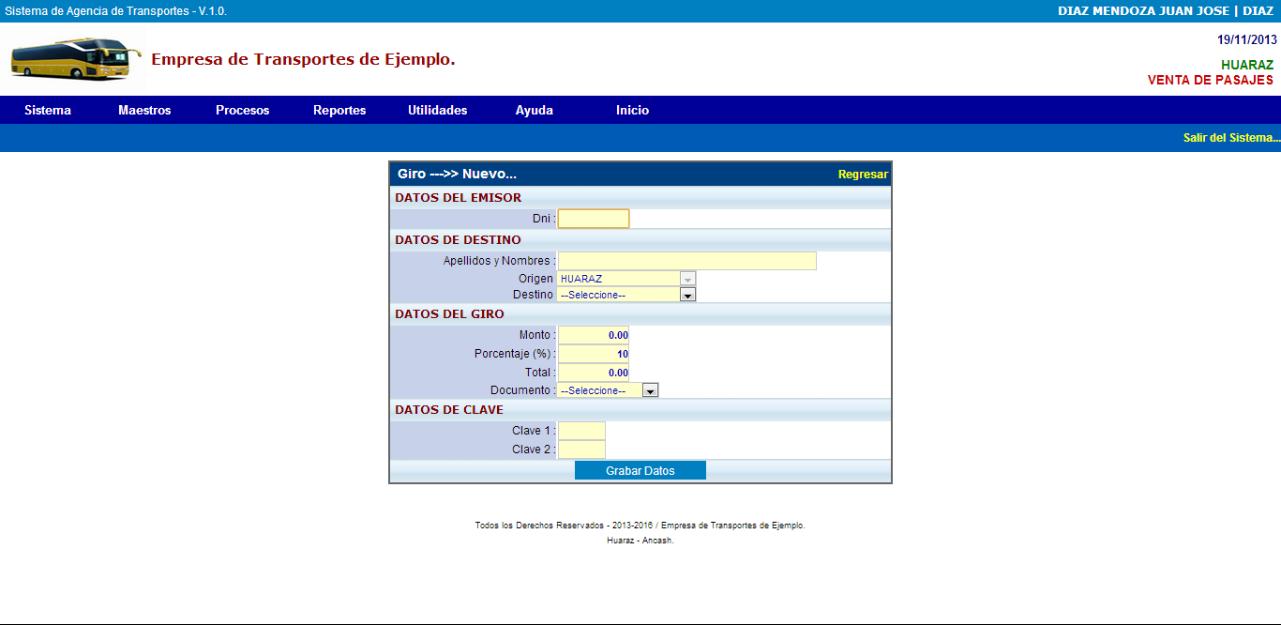 Sistema de Agencia de Transportes - V.1.0.
DIAZ MENDOZA JUAN JOSE | DIAZ
Empresa de Transportes de Ejemplo.
19/11/2013
HUARAZ
VENTA DE PASAJES
Sistema Maestros Procesos Reportes Utilidades Ayuda Inicio
Salir del Sistema...
Giro --->> Nuevo... Regresar
DATOS DEL EMISOR
Dni :
DATOS DE DESTINO
Apellidos y Nombres :
Origen HUARAZ
Destino --Seleccione--
DATOS DEL GIRO
Monto : 0.00
Porcentaje (%) : 10
Total : 0.00
Documento : --Seleccione--
DATOS DE CLAVE
Clave 1 :
Clave 2 :
Grabar Datos
Todos los Derechos Reservados - 2013-2016 / Empresa de Transportes de Ejemplo.
Huaraz - Ancash.